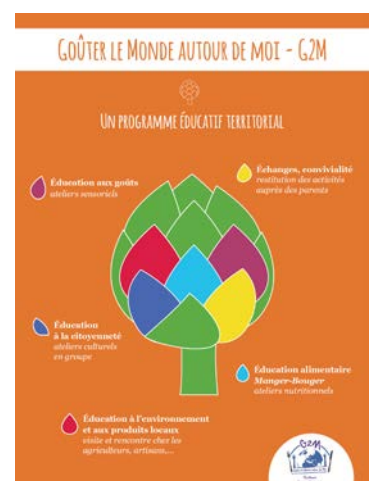 GOÛTER LE MONDE AUTOUR DE MOI - G2M
UN PROGRAMME ÉDUCATIF TERRITORIAL
Éducation aux goûts
ateliers sensoriels
Échanges, convivialité
restitution des activités
auprès des parents
Éducation
à la citoyenneté
ateliers culturels
en groupe
Éducation alimentaire
Manger-Bouger
ateliers nutritionnels
Éducation à l'environnement
et aux produits locaux
visite et rencontre chez les
agriculteurs, artisans,...
G2M